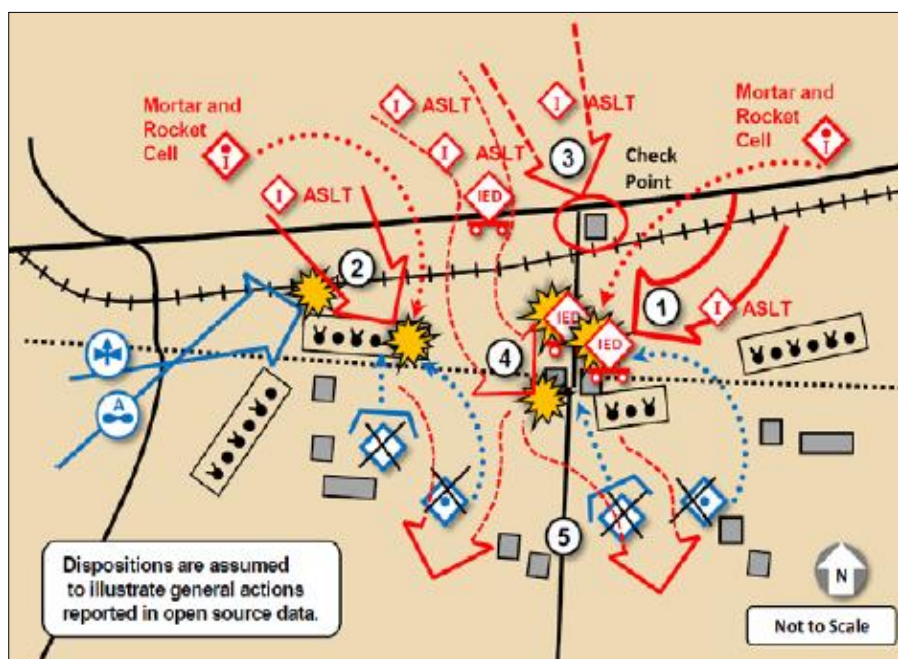 Mortar and
Rocket
Cell
I
I
ASLT
I
ASLT
I
ASLT
3
Check
Point
Mortar and
Rocket
Cell
I
I
ASLT
IED
2
1
I
ASLT
IED
IED
4
A
5
Dispositions are assumed
to illustrate general actions
reported in open source data.
N
Not to Scale